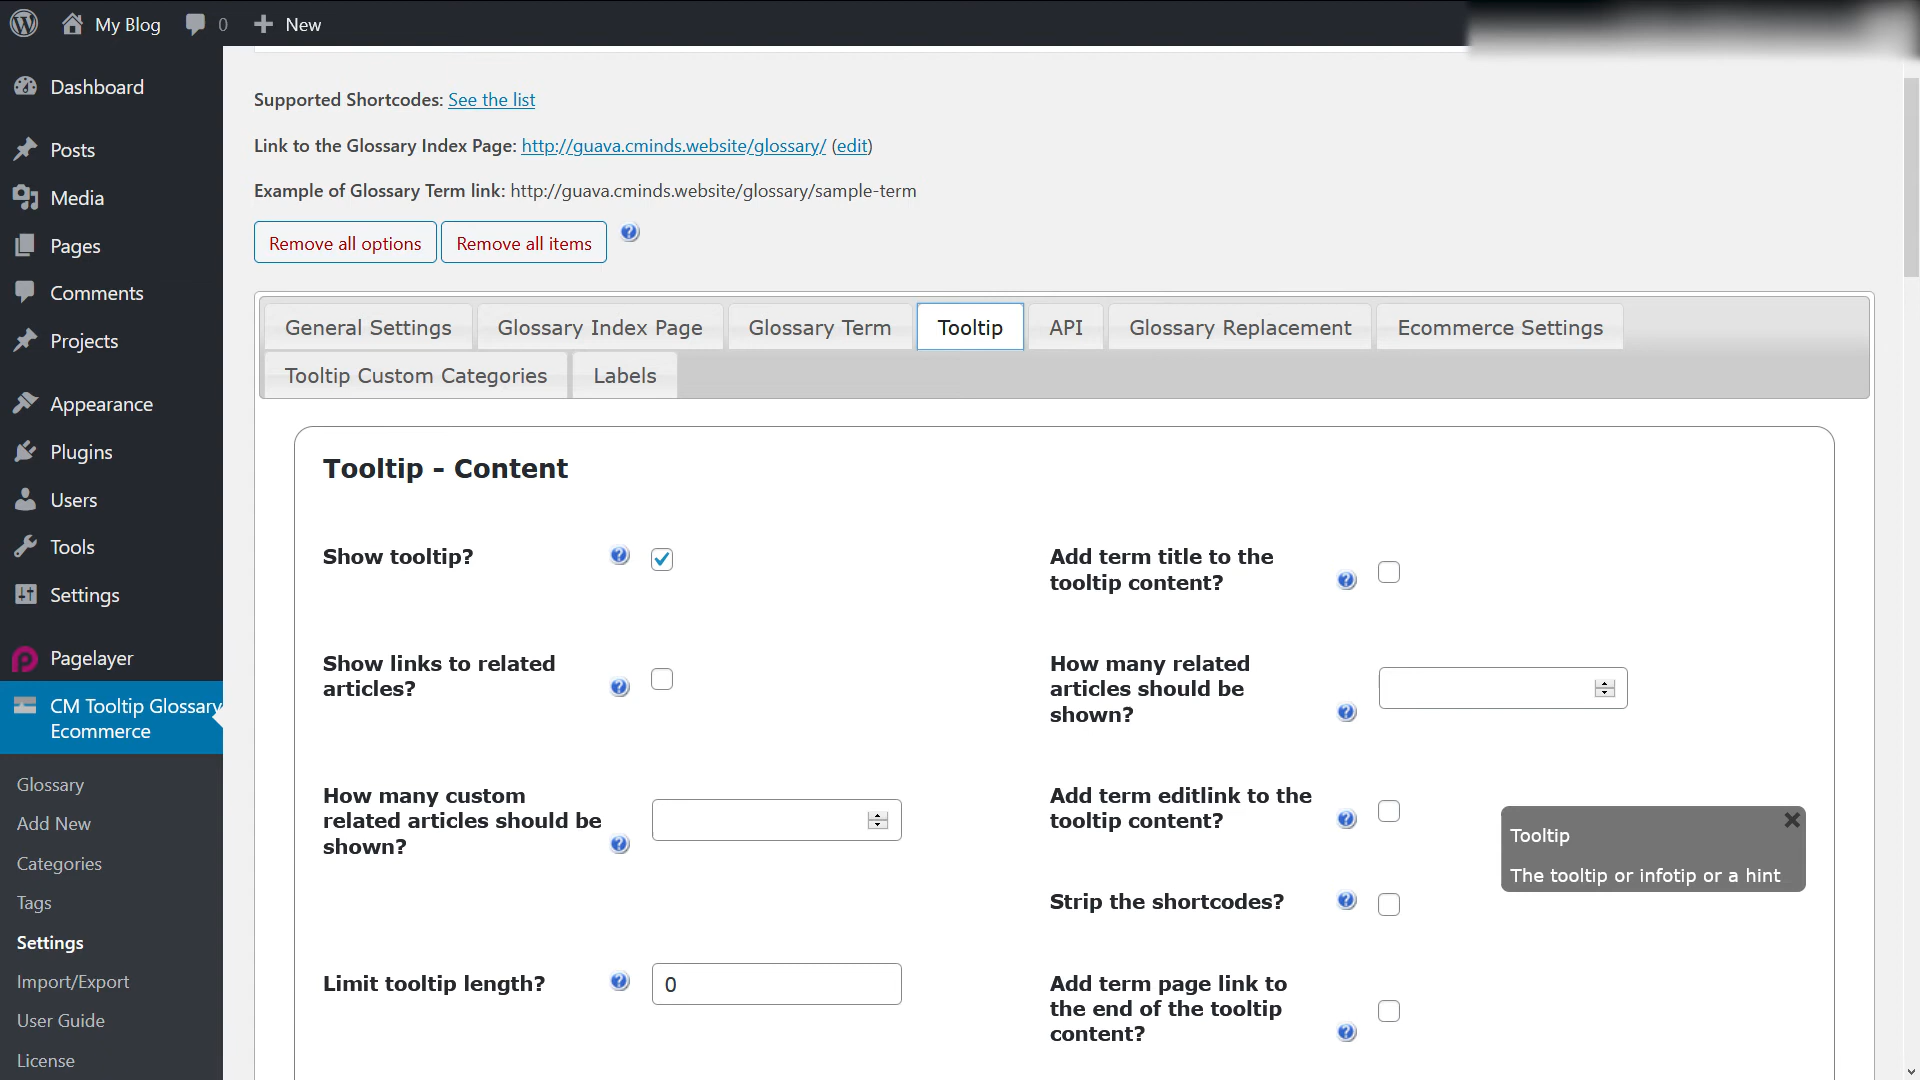 My Blog
0
New
Dashboard
Posts
Media
Pages
Comments
Projects
Appearance
Plugins
Users
Tools
Settings
Pagelayer
CM Tooltip Glossary
Ecommerce
Glossary
Add New
Categories
Tags
Settings
Import/Export
User Guide
License
Supported Shortcodes: See the list
Link to the Glossary Index Page: http://guava.cminds.website/glossary/ (edit)
Example of Glossary Term link: http://guava.cminds.website/glossary/sample-term
Remove all options
Remove all items
General Settings
Glossary Index Page
Glossary Term
Tooltip
API
Glossary Replacement
Ecommerce Settings
Tooltip Custom Categories
Labels
Tooltip - Content
Show tooltip?
Add term title to the
tooltip content?
Show links to related
articles?
How many related
articles should be
shown?
How many custom
related articles should be
shown?
Add term editlink to the
tooltip content?
Tooltip
The tooltip or infotip or a hint
Strip the shortcodes?
Limit tooltip length?
0
Add term page link to
the end of the tooltip
content?